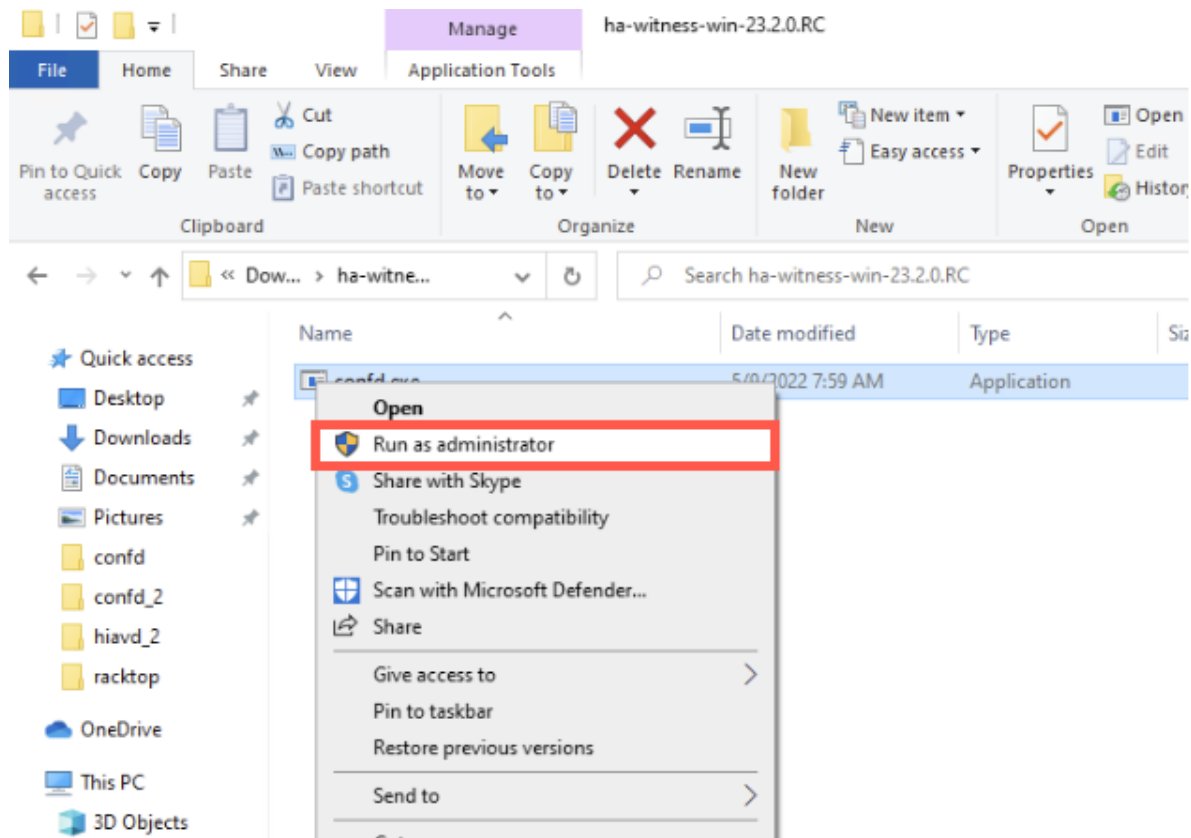 Manage
ha-witness-win-23.2.0.RC
File
Home
Share
View
Application Tools
Pin to Quick access
Copy
Paste
Cut
Copy path
Paste shortcut
Move to
Copy to
Delete
Rename
New folder
New item
Easy access
Properties
Open
Edit
Clipboard
Organize
New
Open
« Dow... > ha-witne...
Search ha-witness-win-23.2.0.RC
Name
Date modified
Type
Quick access
Desktop
Downloads
Documents
Pictures
confd
confd_2
hiavd_2
racktop
OneDrive
This PC
3D Objects
confd.exe
5/9/2022 7:59 AM
Application
Open
Run as administrator
Share with Skype
Troubleshoot compatibility
Pin to Start
Scan with Microsoft Defender...
Share
Give access to
Pin to taskbar
Restore previous versions
Send to